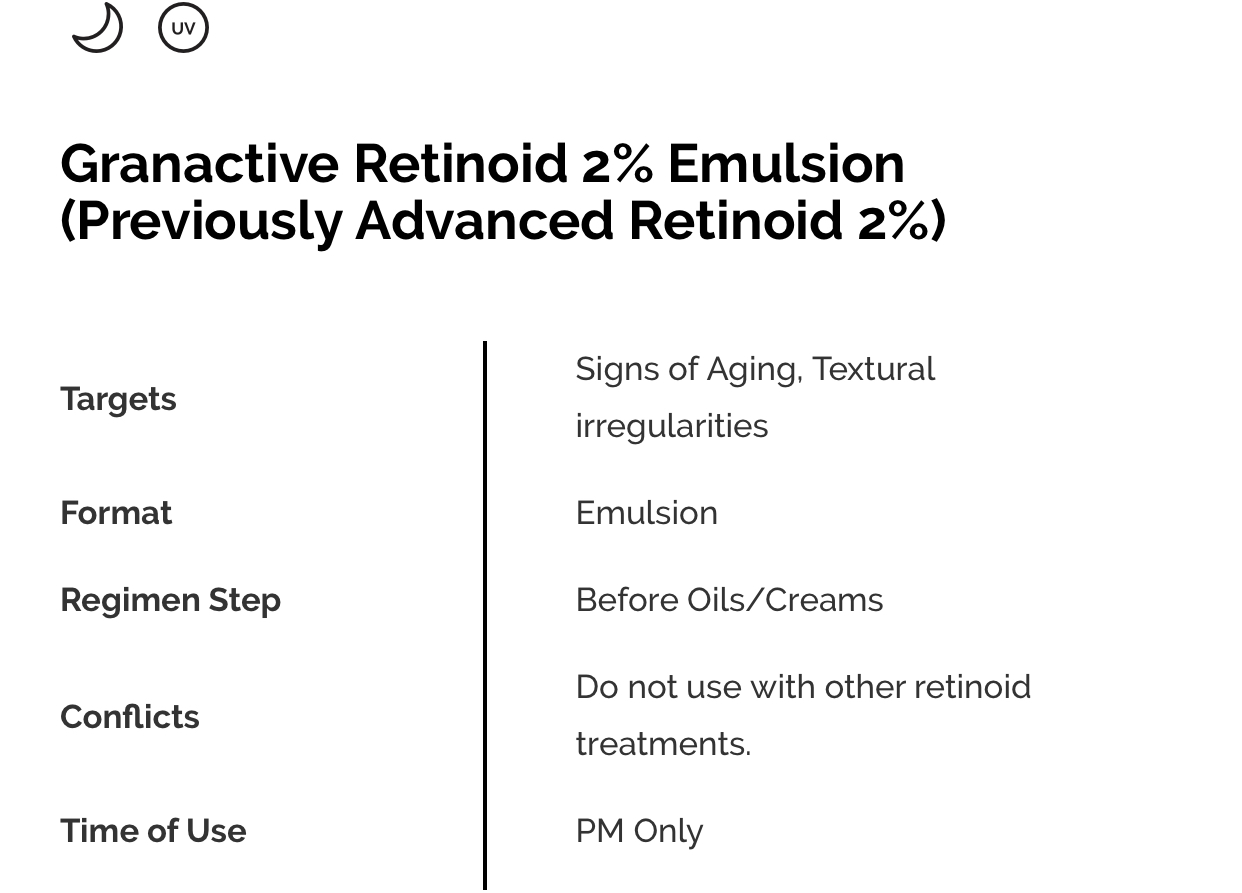 UV
Granactive Retinoid 2% Emulsion
(Previously Advanced Retinoid 2%)
Targets
Signs of Aging, Textural
irregularities
Format
Emulsion
Regimen Step
Before Oils/Creams
Conflicts
Do not use with other retinoid
treatments.
Time of Use
PM Only